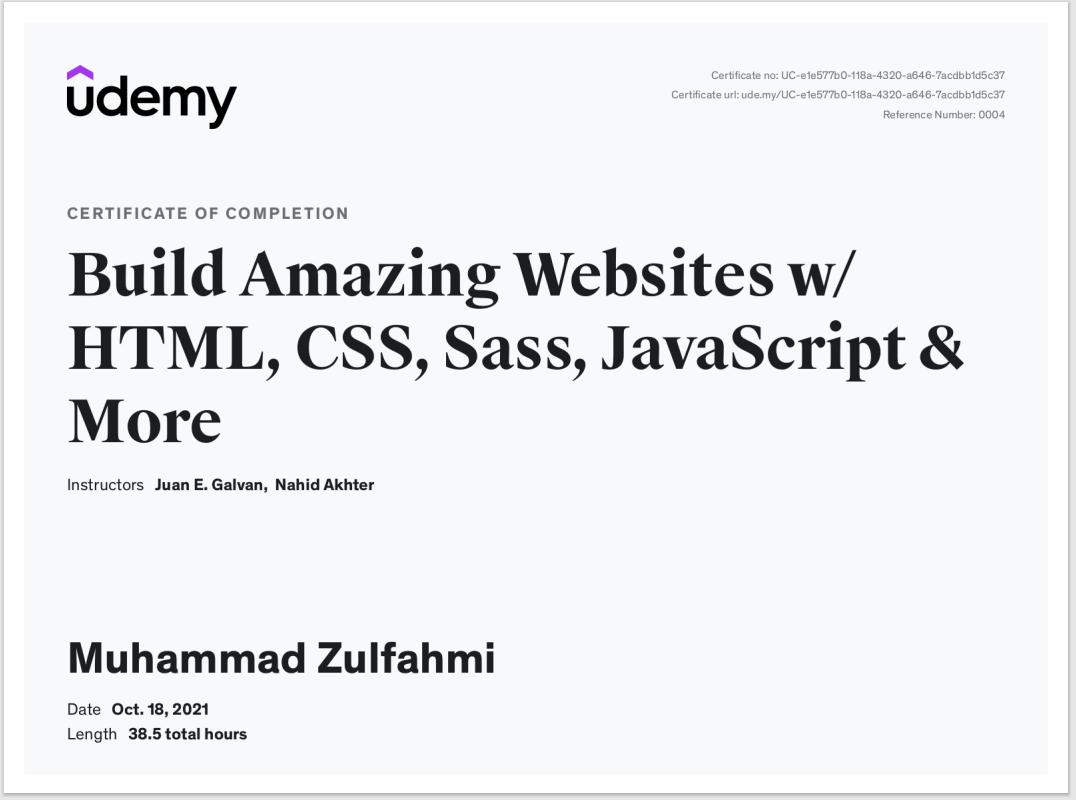 udemy
Certificate no: UC-e1e577b0-118a-4320-a646-7acdbb1d5c37
Certificate url: ude.my/UC-e1e577b0-118a-4320-a646-7acdbb1d5c37
Reference Number: 0004
CERTIFICATE OF COMPLETION
Build Amazing Websites w/
HTML, CSS, Sass, JavaScript &
More
Instructors Juan E. Galvan, Nahid Akhter
Muhammad Zulfahmi
Date Oct. 18, 2021
Length 38.5 total hours